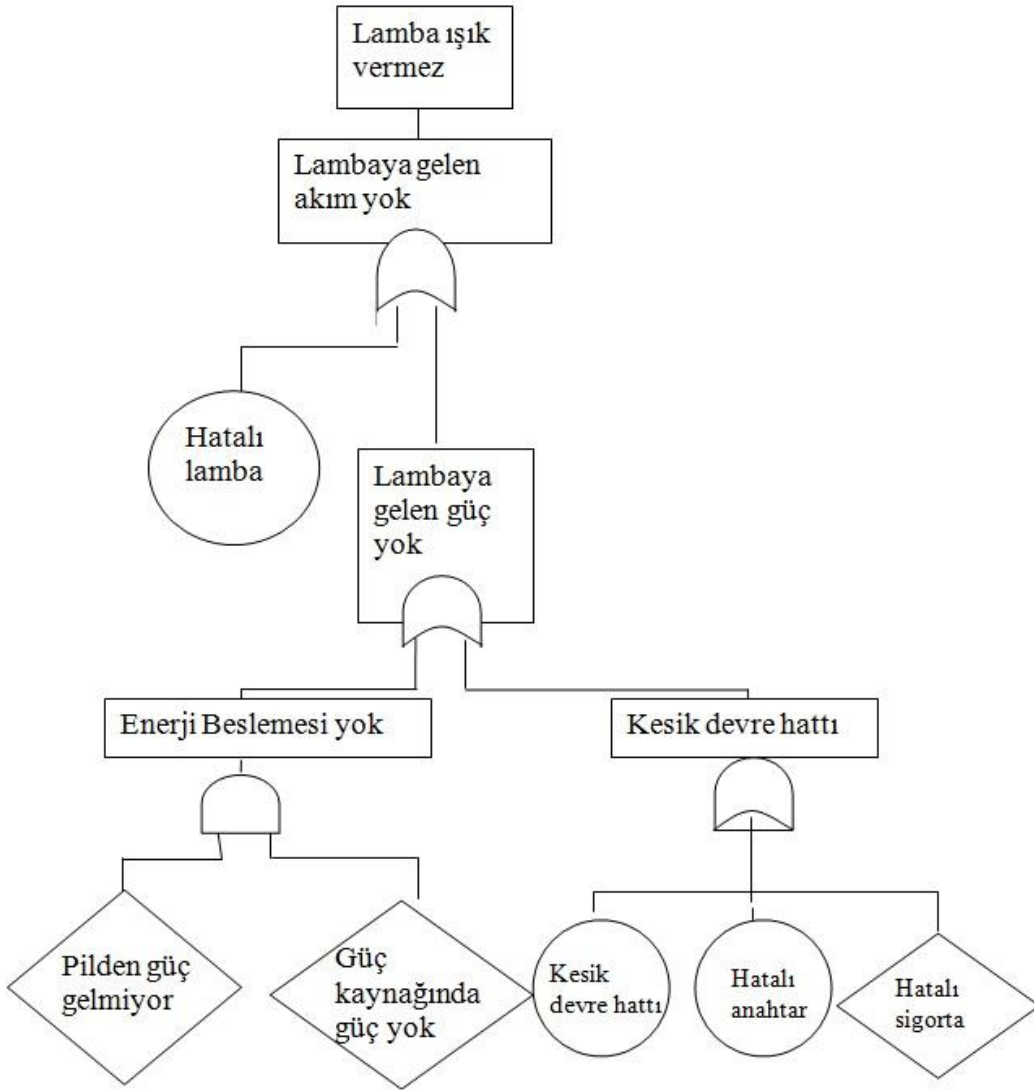 Lamba ışık
vermez
Lambaya gelen
akım yok
Hatalı
lamba
Lambaya
gelen güç
yok
Enerji Beslemesi yok
Kesik devre hattı
Pilden güç
gelmiyor
Güç
kaynağında
güç yok
Kesik
devre hattı
Hatalı
anahtar
Hatalı
sigorta